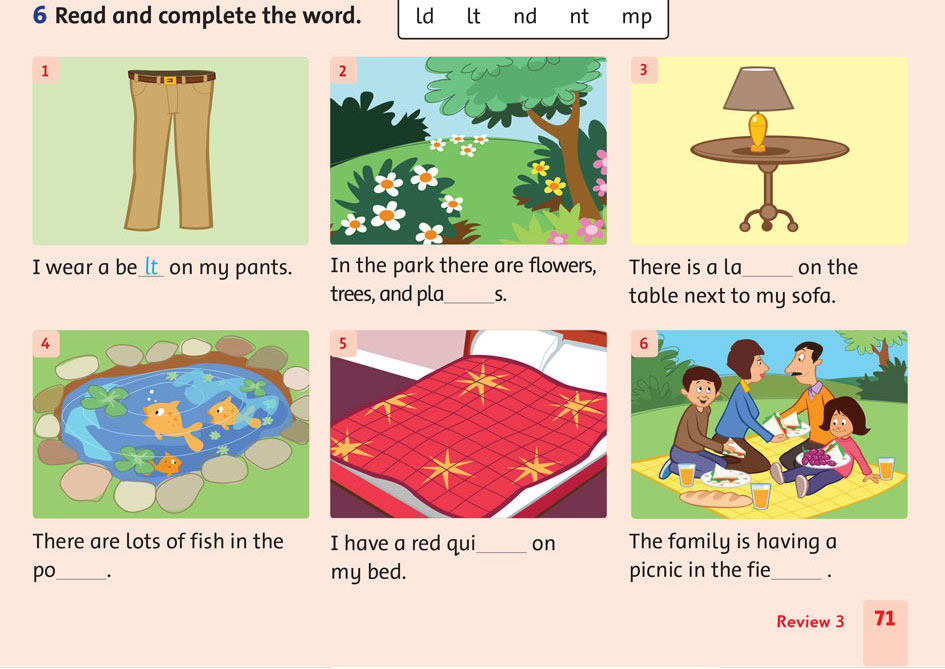 6 Read and complete the word.
ld lt nd nt mp
1
2
3
I wear a be lt on my pants.
In the park there are flowers,
trees, and pla_____s.
There is a la_____ on the
table next to my sofa.
4
5
6
There are lots of fish in the
po_____.
I have a red qui_____ on
my bed.
The family is having a
picnic in the fie_____ .
Review 3 71